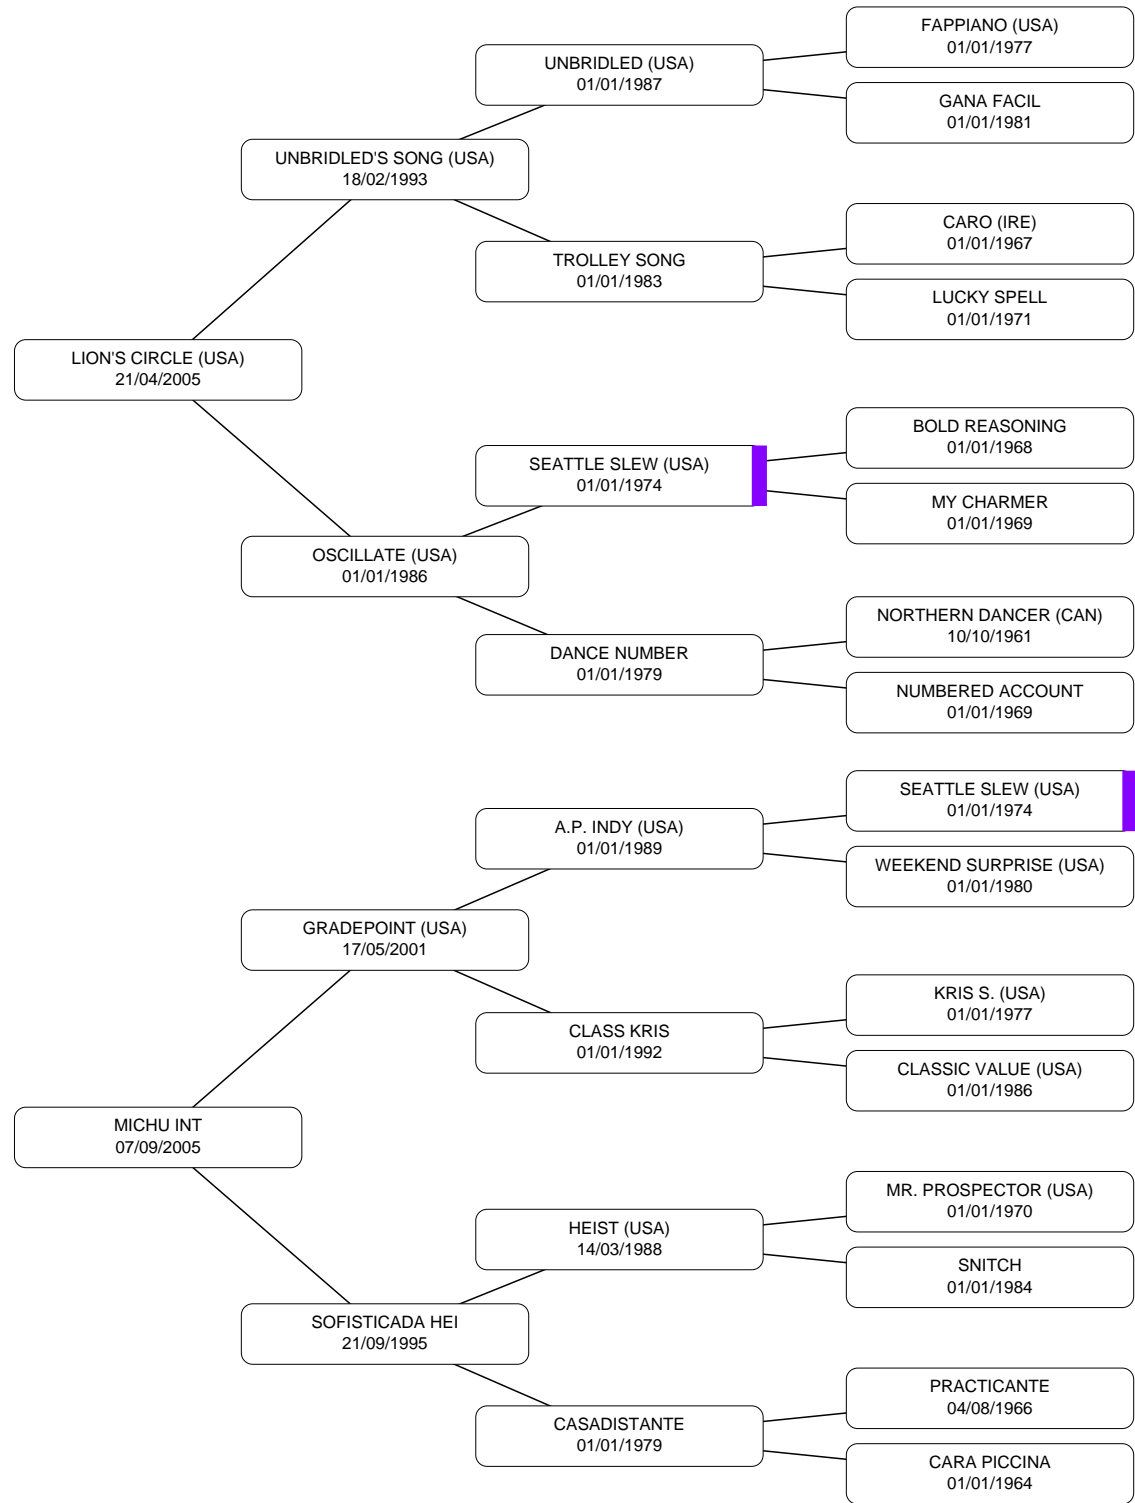 FAPPIANO (USA)
01/01/1977
UNBRIDLED (USA)
01/01/1987
GANA FACIL
01/01/1981
UNBRIDLED'S SONG (USA)
18/02/1993
CARO (IRE)
01/01/1967
TROLLEY SONG
01/01/1983
LUCKY SPELL
01/01/1971
LION'S CIRCLE (USA)
21/04/2005
BOLD REASONING
01/01/1968
SEATTLE SLEW (USA)
01/01/1974
MY CHARMER
01/01/1969
OSCILLATE (USA)
01/01/1986
NORTHERN DANCER (CAN)
10/10/1961
DANCE NUMBER
01/01/1979
NUMBERED ACCOUNT
01/01/1969
SEATTLE SLEW (USA)
01/01/1974
A.P. INDY (USA)
01/01/1989
WEEKEND SURPRISE (USA)
01/01/1980
GRADEPOINT (USA)
17/05/2001
KRIS S. (USA)
01/01/1977
CLASS KRIS
01/01/1992
CLASSIC VALUE (USA)
01/01/1986
MICHU INT
07/09/2005
MR. PROSPECTOR (USA)
01/01/1970
HEIST (USA)
14/03/1988
SNITCH
01/01/1984
SOFISTICADA HEI
21/09/1995
PRACTICANTE
04/08/1966
CASADISTANTE
01/01/1979
CARA PICCINA
01/01/1964